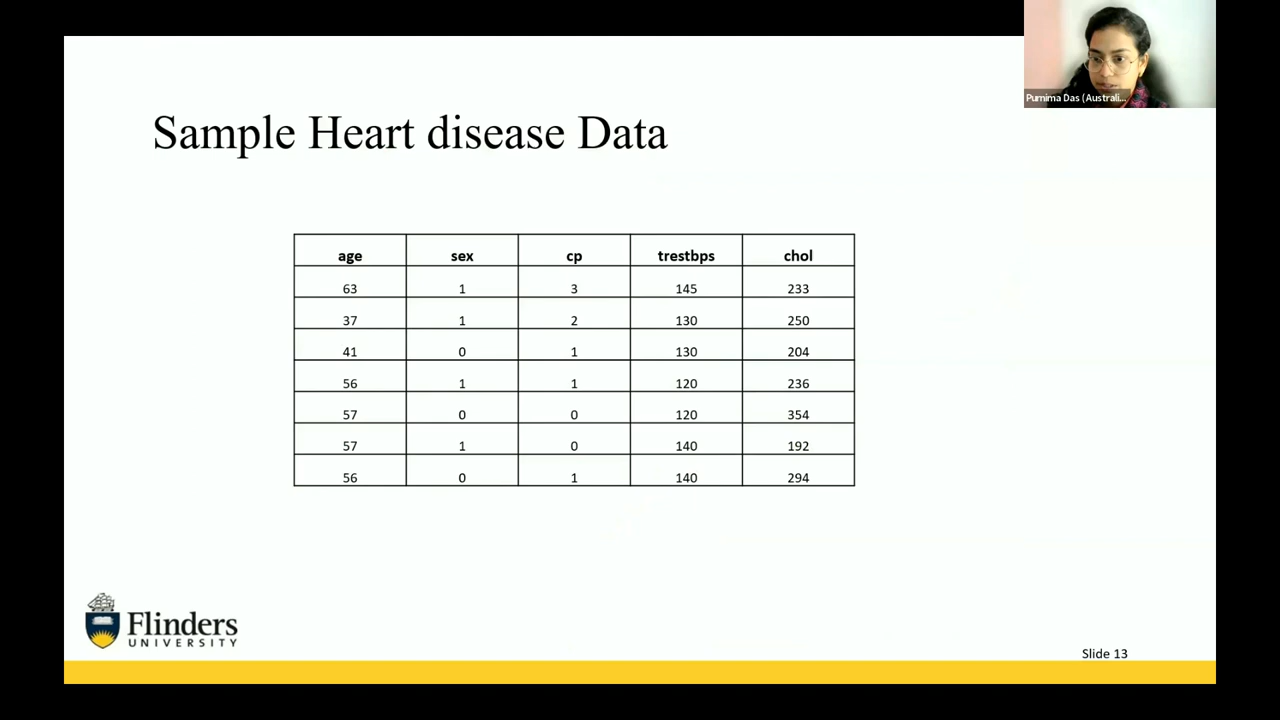 Purnima Das (Australi...
Sample Heart disease Data
age sex cp trestbps chol
63 1 3 145 233
37 1 2 130 250
41 0 1 130 204
56 1 1 120 236
57 0 0 120 354
57 1 0 140 192
56 0 1 140 294
Flinders
UNIVERSITY
Slide 13